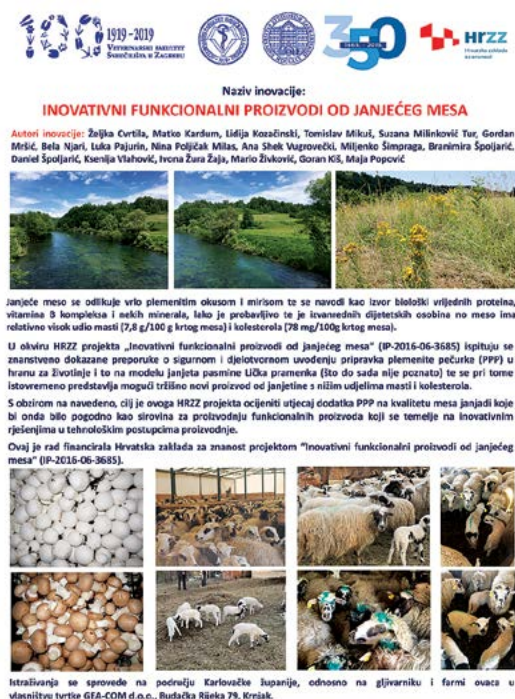 1919-2019
VETERINARSKI FAKULTET
SVEUČILIŠTA U ZAGREBU
350
HRZZ
Hrvatska zaklada
za znanost
Naziv inovacije:
INOVATIVNI FUNKCIONALNI PROIZVODI OD JANJEĆEG MESA
Autori inovacije: Željka Cvrtila, Matko Kardum, Lidija Kozačinski, Tomislav Mikuš, Suzana Milinković Tur, Gordan
Mršić, Bela Njari, Luka Pajurin, Nina Poljičak Milas, Ana Shek Vugrovečki, Miljenko Šimpraga, Branimira Špoljarić,
Daniel Špoljarić, Ksenija Vlahović, Ivona Žura Žaja, Mario Živković, Goran Kiš, Maja Popović
Janjeće meso se odlikuje vrlo plemenitim okusom i mirisom te se navodi kao izvor biološki vrijednih proteina,
vitamina B kompleksa i nekih minerala, lako je probavljivo te je izvanrednih dijetetskih osobina no meso ima
relativno visok udio masti (7,8 g/100 g krtog mesa) i kolesterola (78 mg/100g krtog mesa).
U okviru HRZZ projekta „Inovativni funkcionalni proizvodi od janjećeg mesa" (IP-2016-06-3685) ispituju se
znanstveno dokazane preporuke o sigurnom i djelotvornom uvođenju pripravka plemenite pečurke (PPP) u
hranu za životinje i to na modelu janjeta pasmine Lička pramenka (što do sada nije poznato) te se pri tome
istovremeno predstavlja mogući tržišno novi proizvod od janjetine s nižim udjelima masti i kolesterola.
S obzirom na navedeno, cilj je ovoga HRZZ projekta ocijeniti utjecaj dodatka PPP na kvalitetu mesa janjadi koje
bi onda bilo pogodno kao sirovina za proizvodnju funkcionalnih proizvoda koji se temelje na inovativnim
rješenjima u tehnološkim postupcima proizvodnje.
Ovaj je rad financirala Hrvatska zaklada za znanost projektom "Inovativni funkcionalni proizvodi od janjećeg
mesa" (IP-2016-06-3685).
Istraživanja se sprovede na području Karlovačke županije, odnosno na gljivarniku i farmi ovaca u
vlasništvu tvrtke GEA-COM d.o.o., Budačka Rijeka 79, Krnjak.